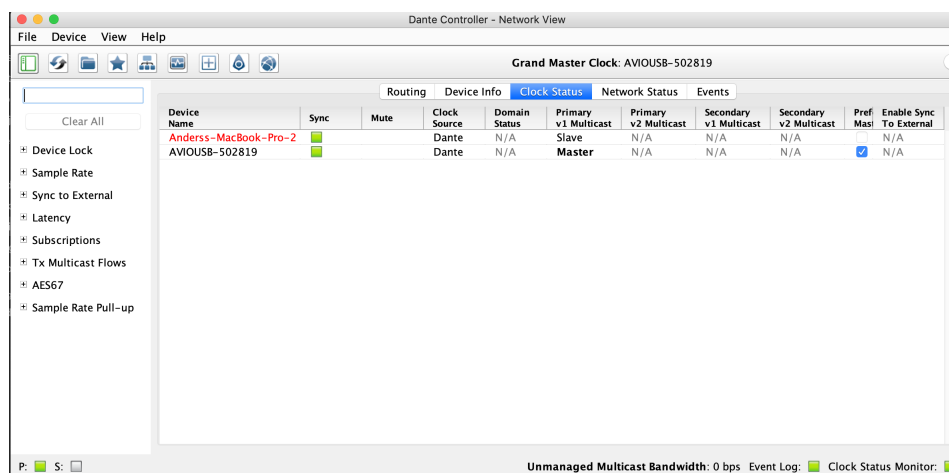 Dante Controller - Network View
File Device View Help
Grand Master Clock: AVIOUSB-502819
Routing Device Info Clock Status Network Status Events
Clear All
Device Lock
Sample Rate
Sync to External
Latency
Subscriptions
Tx Multicast Flows
AES67
Sample Rate Pull-up
Device Name Sync Mute Clock Source Domain Status Primary v1 Multicast Primary v2 Multicast Secondary v1 Multicast Secondary v2 Multicast Pref Mast Enable Sync To External
Anderss-MacBook-Pro-2 Dante N/A Slave N/A N/A N/A N/A
AVIOUSB-502819 Dante N/A Master N/A N/A N/A N/A
P: S: Unmanaged Multicast Bandwidth: 0 bps Event Log: Clock Status Monitor: